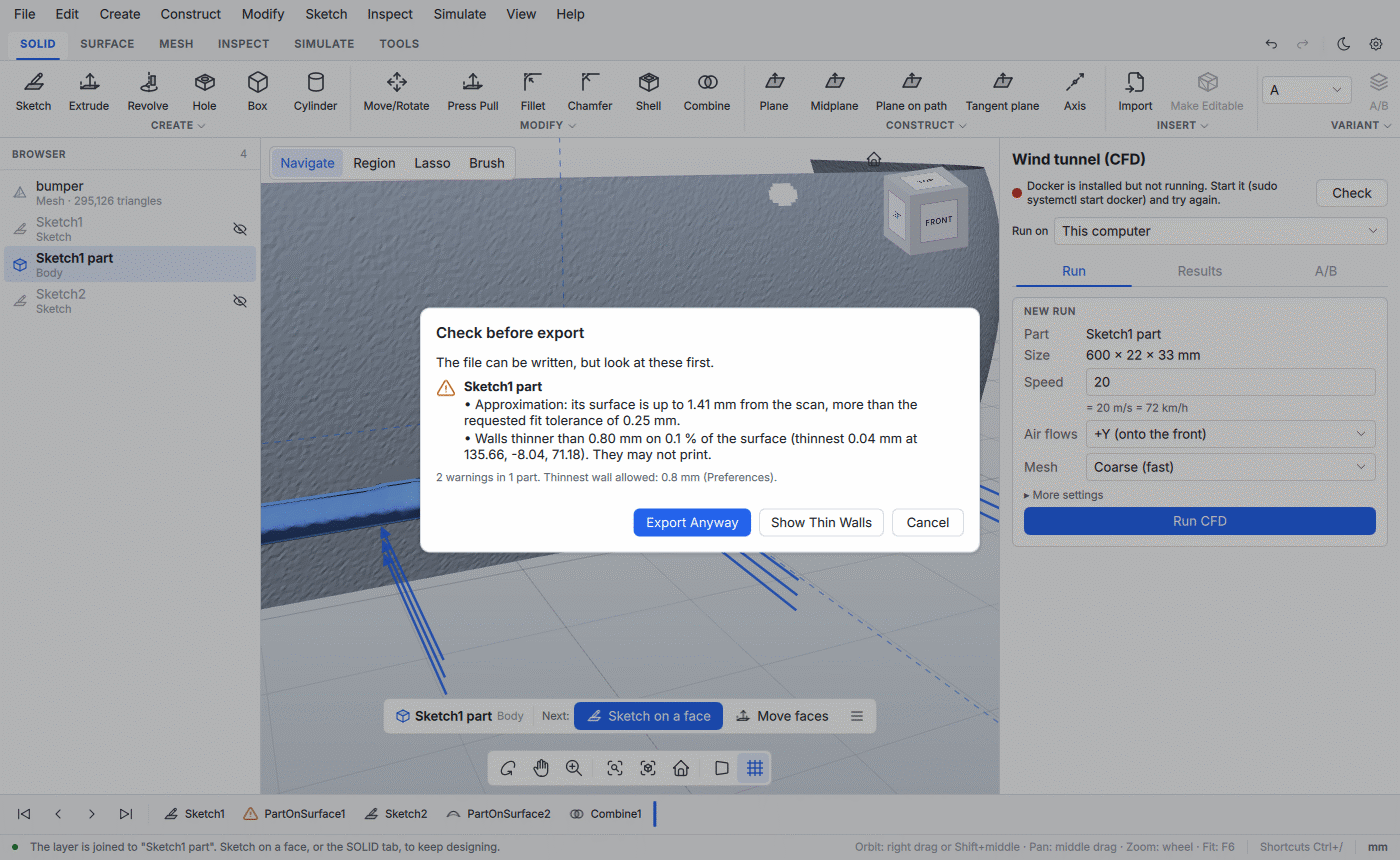 File Edit Create Construct Modify Sketch Inspect Simulate View Help
SOLID SURFACE MESH INSPECT SIMULATE TOOLS
Sketch Extrude Revolve Hole Box Cylinder Move/Rotate Press Pull Fillet Chamfer Shell Combine Plane Midplane Plane on path Tangent plane Axis Import Make Editable A A/B
CREATE MODIFY CONSTRUCT INSERT VARIANT
BROWSER 4
bumper
Mesh · 295,126 triangles
Sketch1
Sketch
Sketch1 part
Body
Sketch2
Sketch
Navigate Region Lasso Brush
FRONT
Check before export
The file can be written, but look at these first.
Sketch1 part
• Approximation: its surface is up to 1.41 mm from the scan, more than the
requested fit tolerance of 0.25 mm.
• Walls thinner than 0.80 mm on 0.1 % of the surface (thinnest 0.04 mm at
135.66, -8.04, 71.18). They may not print.
2 warnings in 1 part. Thinnest wall allowed: 0.8 mm (Preferences).
Export Anyway Show Thin Walls Cancel
Sketch1 part Body Next: Sketch on a face Move faces
Wind tunnel (CFD)
Docker is installed but not running. Start it (sudo
systemctl start docker) and try again.
Check
Run on This computer
Run Results A/B
NEW RUN
Part Sketch1 part
Size 600 × 22 × 33 mm
Speed 20
= 20 m/s = 72 km/h
Air flows +Y (onto the front)
Mesh Coarse (fast)
▸ More settings
Run CFD
Sketch1 PartOnSurface1 Sketch2 PartOnSurface2 Combine1
The layer is joined to "Sketch1 part". Sketch on a face, or the SOLID tab, to keep designing.
Orbit: right drag or Shift+middle · Pan: middle drag · Zoom: wheel · Fit: F6 Shortcuts Ctrl+/ mm